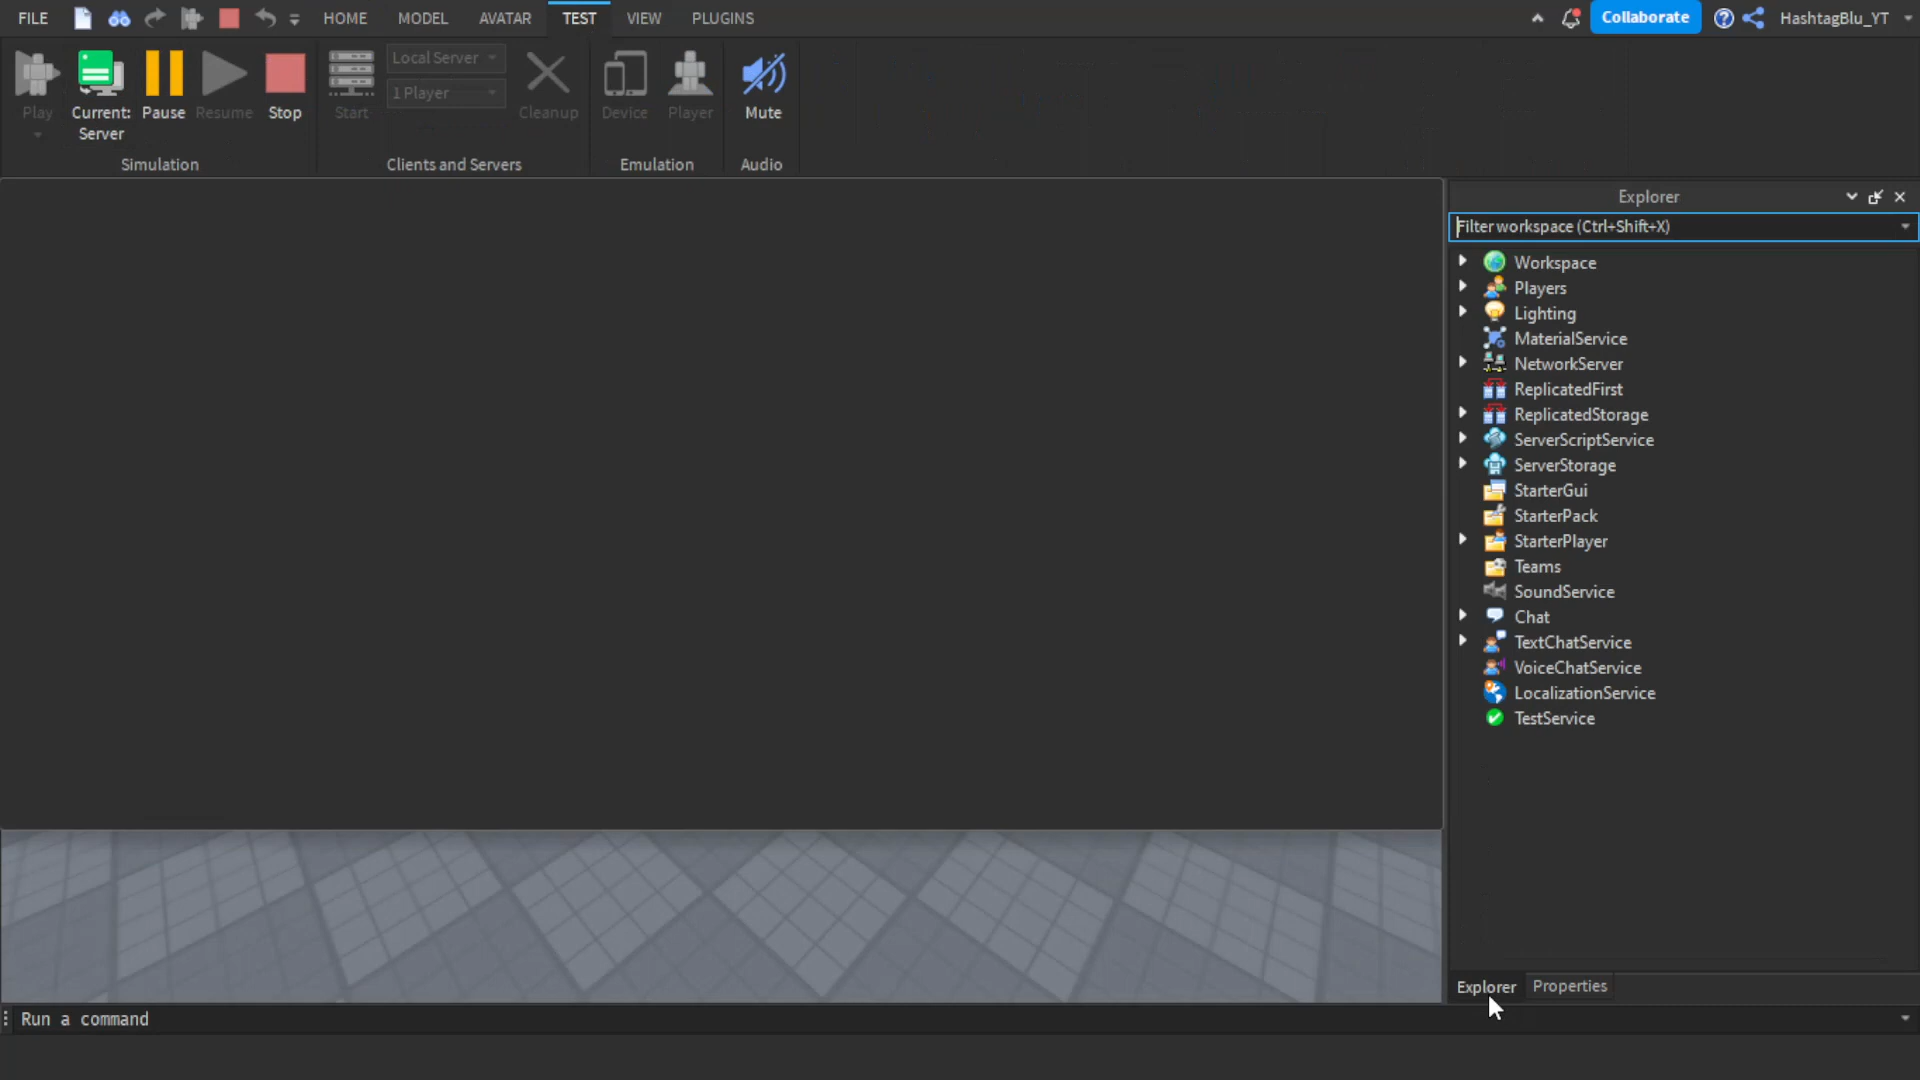 FILE HOME MODEL AVATAR TEST VIEW PLUGINS Collaborate HashtagBlu_YT
Play Current: Server Pause Resume Stop Start Local Server 1 Player Cleanup Device Player Mute
Simulation Clients and Servers Emulation Audio
Explorer
Filter workspace (Ctrl+Shift+X)
Workspace
Players
Lighting
MaterialService
NetworkServer
ReplicatedFirst
ReplicatedStorage
ServerScriptService
ServerStorage
StarterGui
StarterPack
StarterPlayer
Teams
SoundService
Chat
TextChatService
VoiceChatService
LocalizationService
TestService
Explorer Properties
Run a command